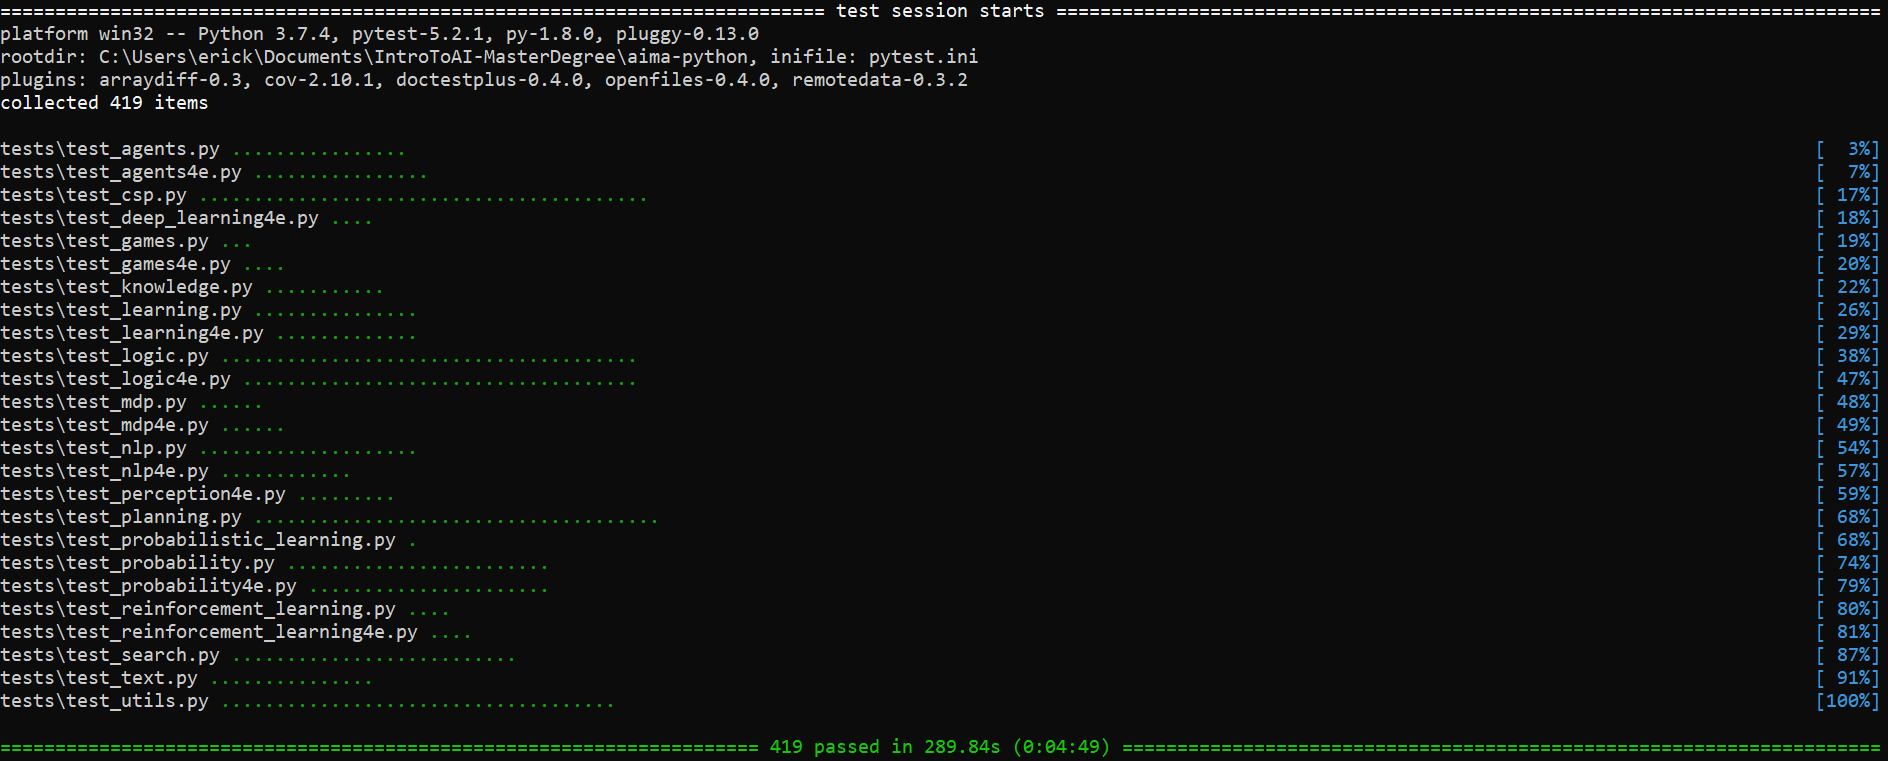 =========================================================================== test session starts ===========================================================================
platform win32 -- Python 3.7.4, pytest-5.2.1, py-1.8.0, pluggy-0.13.0
rootdir: C:\Users\erick\Documents\IntroToAI-MasterDegree\aima-python, inifile: pytest.ini
plugins: arraydiff-0.3, cov-2.10.1, doctestplus-0.4.0, openfiles-0.4.0, remotedata-0.3.2
collected 419 items
tests\test_agents.py ................ [  3%]
tests\test_agents4e.py ................ [  7%]
tests\test_csp.py ......................................... [ 17%]
tests\test_deep_learning4e.py .... [ 18%]
tests\test_games.py ... [ 19%]
tests\test_games4e.py .... [ 20%]
tests\test_knowledge.py ........... [ 22%]
tests\test_learning.py ............... [ 26%]
tests\test_learning4e.py ............. [ 29%]
tests\test_logic.py ...................................... [ 38%]
tests\test_logic4e.py .................................... [ 47%]
tests\test_mdp.py ...... [ 48%]
tests\test_mdp4e.py ...... [ 49%]
tests\test_nlp.py .................... [ 54%]
tests\test_nlp4e.py ............ [ 57%]
tests\test_perception4e.py ......... [ 59%]
tests\test_planning.py ..................................... [ 68%]
tests\test_probabilistic_learning.py . [ 68%]
tests\test_probability.py ........................ [ 74%]
tests\test_probability4e.py ...................... [ 79%]
tests\test_reinforcement_learning.py .... [ 80%]
tests\test_reinforcement_learning4e.py .... [ 81%]
tests\test_search.py .......................... [ 87%]
tests\test_text.py ............... [ 91%]
tests\test_utils.py .................................... [100%]
===================================================================== 419 passed in 289.84s (0:04:49) =====================================================================